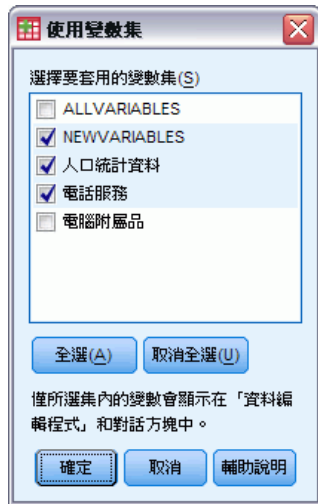 使用變數集
選擇要套用的變數集(S)
ALLVARIABLES
NEWVARIABLES
人口統計資料
電話服務
電腦附屬品
全選(A)
取消全選(U)
僅所選集內的變數會顯示在「資料編
輯程式」和對話方塊中。
確定
取消
輔助說明